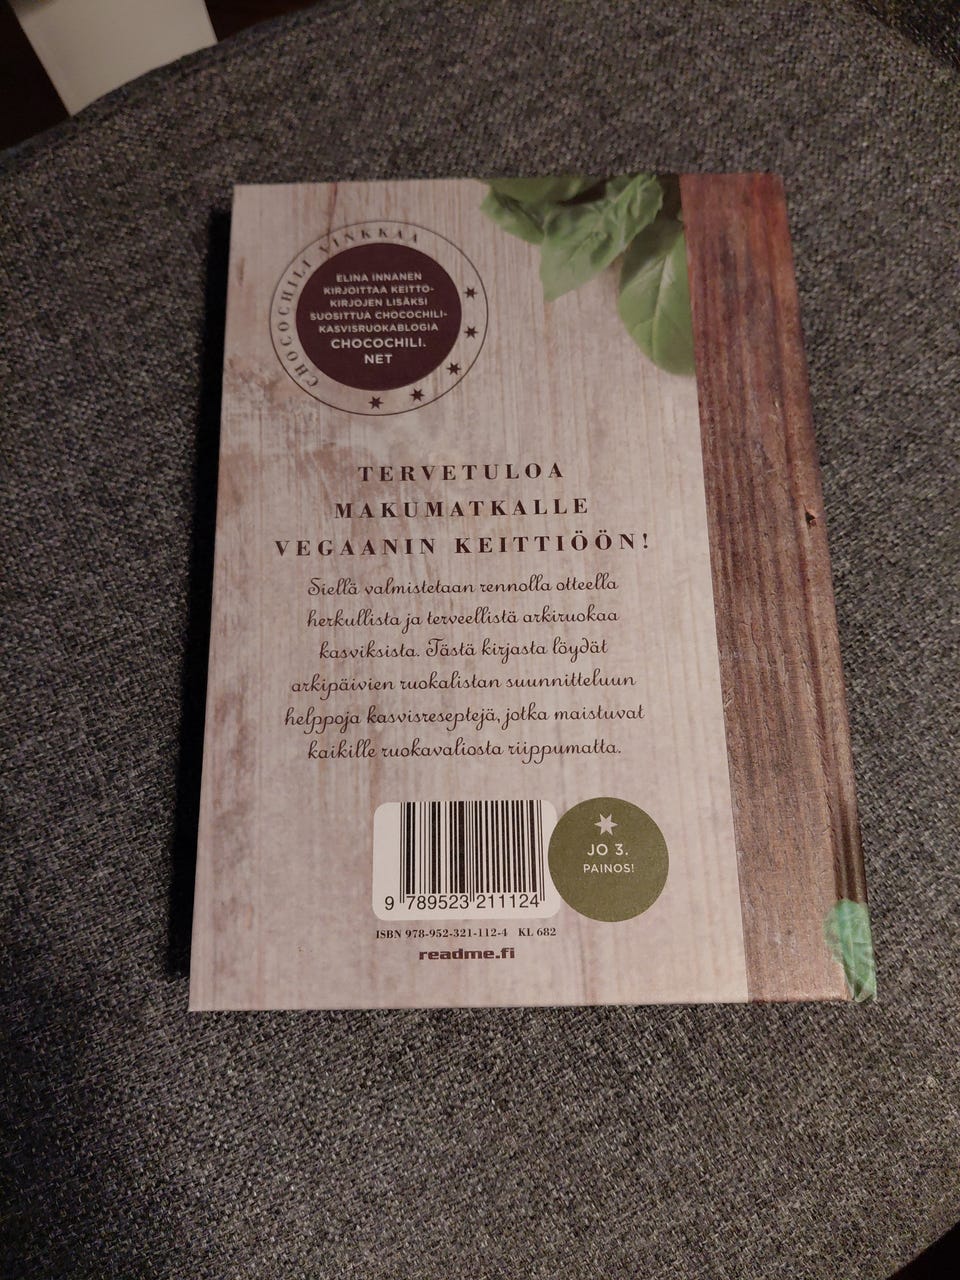 CHOCOCHILI VINKKAA
ELINA INNANEN
KIRJOITTAA KEITTO-
KIRJOJEN LISÄKSI
SUOSITTUA CHOCOCHILI-
KASVISRUOKABLOGIA
CHOCOCHILI.
NET
TERVETULOA
MAKUMATKALLE
VEGAANIN KEITTIÖÖN!
Siellä valmistetaan rennolla otteella
herkullista ja terveellistä arkiruokaa
kasviksista. Tästä kirjasta löydät
arkipäivien ruokalistan suunnitteluun
helppoja kasvisreseptejä, jotka maistuvat
kaikille ruokavaliosta riippumatta.
JO 3.
PAINOS!
9 789523 211124
ISBN 978-952-321-112-4 KL 682
readme.fi